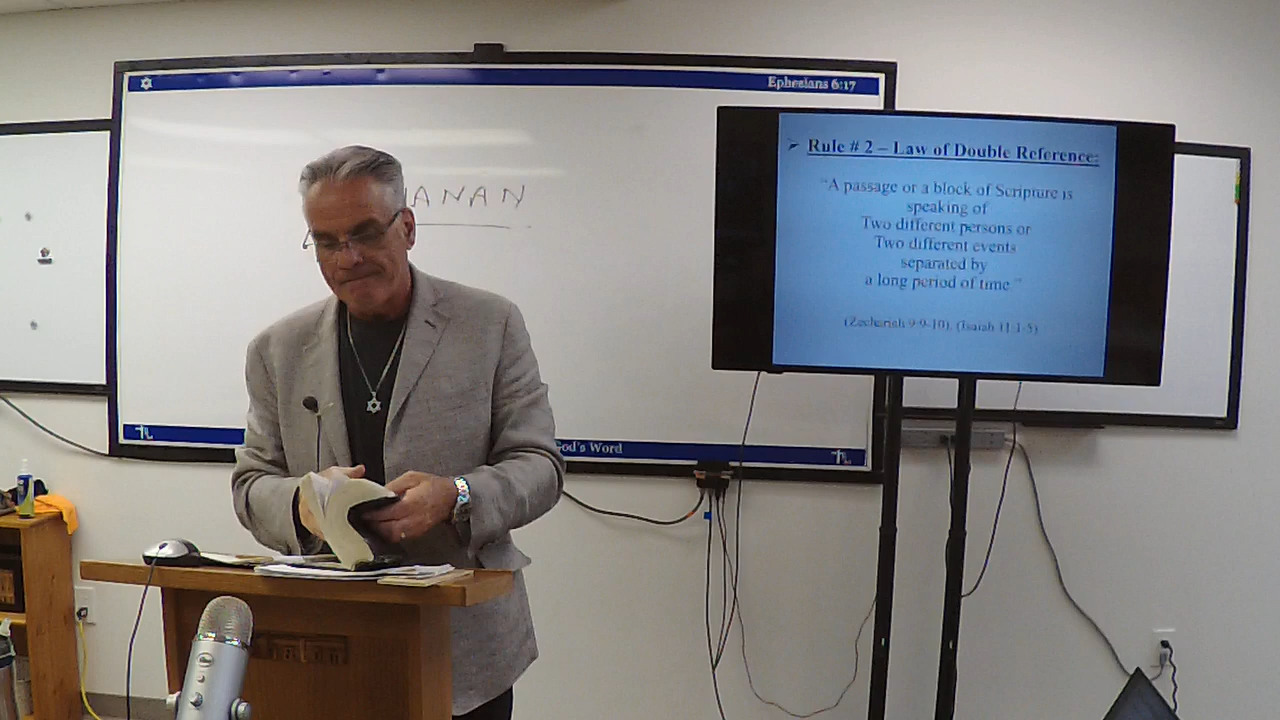 Ephesians 6:17
ANAN
Rule # 2 – Law of Double Reference:
"A passage or a block of Scripture is
speaking of
Two different persons or
Two different events
separated by
a long period of time."
(Zechariah 9:9-10), (Isaiah 11:1-5)
God's Word